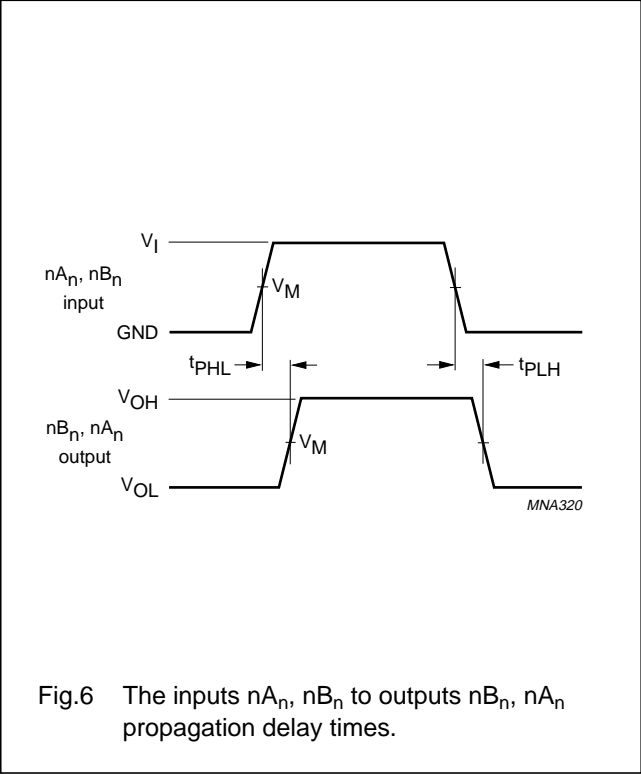 V_I
nA_n, nB_n
input
V_M
GND
t_PHL
t_PLH
V_OH
nB_n, nA_n
output
V_M
V_OL
MNA320
Fig.6 The inputs nA_n, nB_n to outputs nB_n, nA_n
propagation delay times.